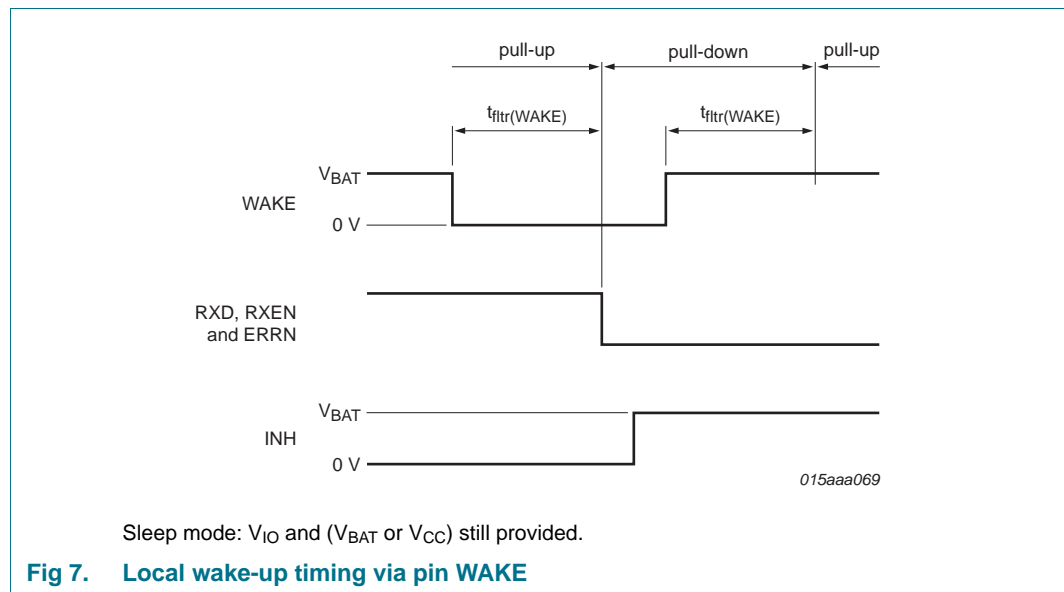 pull-up pull-down pull-up
tfltr(WAKE) tfltr(WAKE)
VBAT
WAKE
0 V
RXD, RXEN
and ERRN
VBAT
INH
0 V
015aaa069
Sleep mode: VIO and (VBAT or VCC) still provided.
Fig 7. Local wake-up timing via pin WAKE